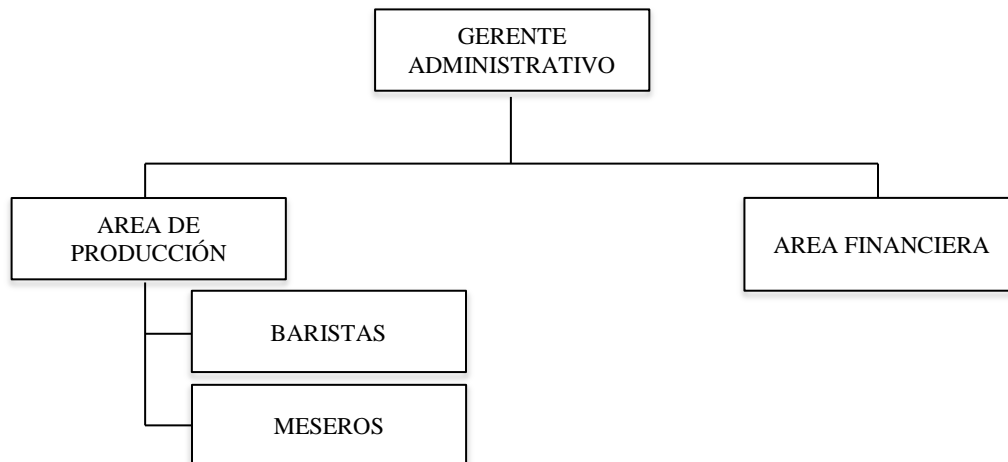 GERENTE
ADMINISTRATIVO
AREA DE
PRODUCCIÓN
AREA FINANCIERA
BARISTAS
MESEROS